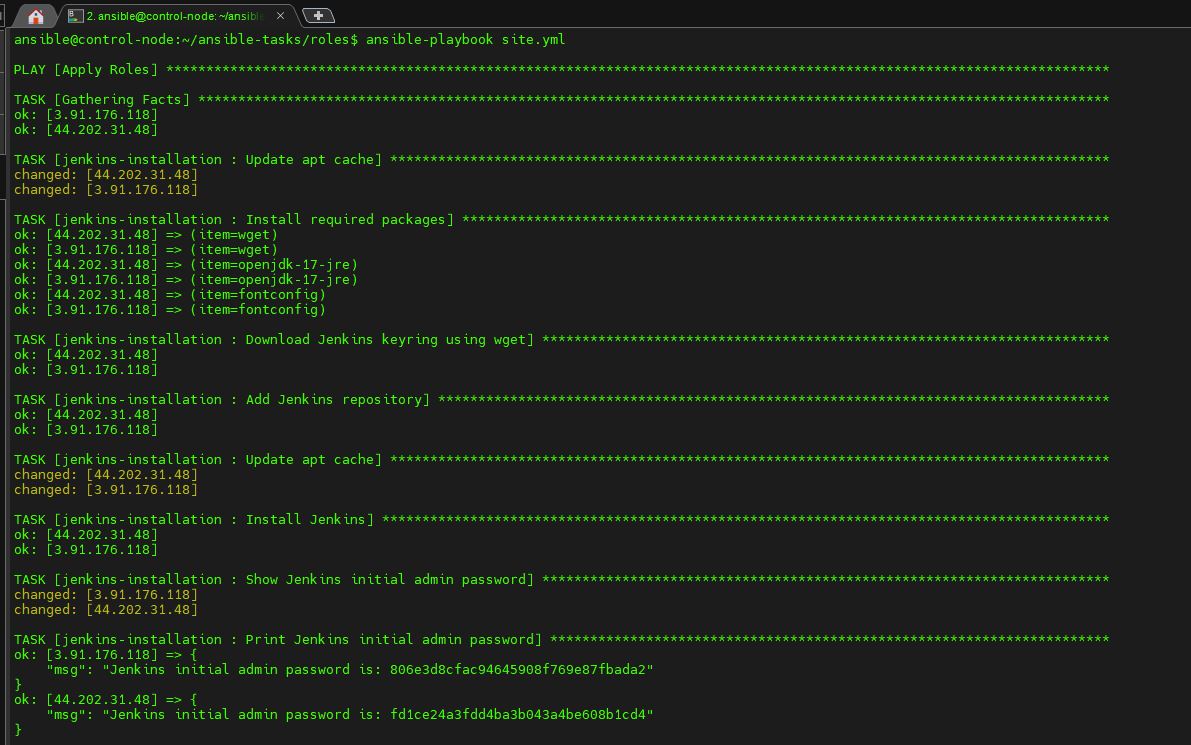 2. ansible@control-node: ~/ansible
ansible@control-node:~/ansible-tasks/roles$ ansible-playbook site.yml
PLAY [Apply Roles] **********************************************************************************************************************
TASK [Gathering Facts] ******************************************************************************************************************
ok: [3.91.176.118]
ok: [44.202.31.48]
TASK [jenkins-installation : Update apt cache] ******************************************************************************************
changed: [44.202.31.48]
changed: [3.91.176.118]
TASK [jenkins-installation : Install required packages] *********************************************************************************
ok: [44.202.31.48] => (item=wget)
ok: [3.91.176.118] => (item=wget)
ok: [44.202.31.48] => (item=openjdk-17-jre)
ok: [3.91.176.118] => (item=openjdk-17-jre)
ok: [44.202.31.48] => (item=fontconfig)
ok: [3.91.176.118] => (item=fontconfig)
TASK [jenkins-installation : Download Jenkins keyring using wget] ***********************************************************************
ok: [44.202.31.48]
ok: [3.91.176.118]
TASK [jenkins-installation : Add Jenkins repository] ************************************************************************************
ok: [44.202.31.48]
ok: [3.91.176.118]
TASK [jenkins-installation : Update apt cache] ******************************************************************************************
changed: [44.202.31.48]
changed: [3.91.176.118]
TASK [jenkins-installation : Install Jenkins] *******************************************************************************************
ok: [44.202.31.48]
ok: [3.91.176.118]
TASK [jenkins-installation : Show Jenkins initial admin password] ***********************************************************************
changed: [3.91.176.118]
changed: [44.202.31.48]
TASK [jenkins-installation : Print Jenkins initial admin password] **********************************************************************
ok: [3.91.176.118] => {
    "msg": "Jenkins initial admin password is: 806e3d8cfac94645908f769e87fbada2"
}
ok: [44.202.31.48] => {
    "msg": "Jenkins initial admin password is: fd1ce24a3fdd4ba3b043a4be608b1cd4"
}